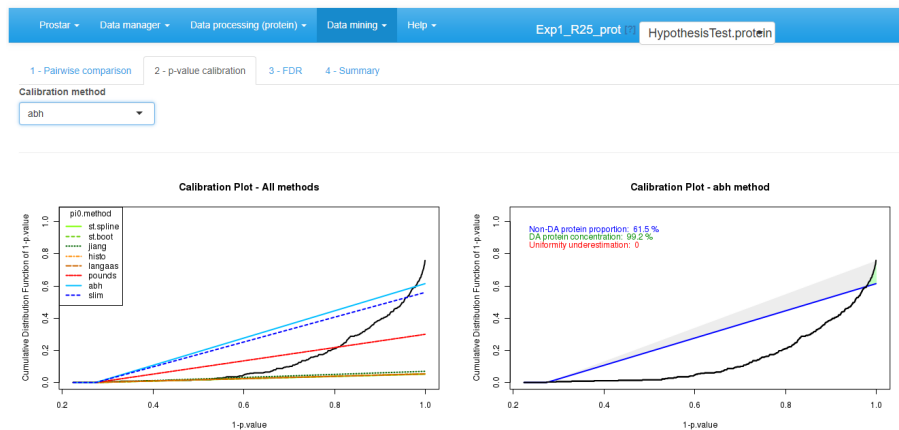 Prostar Data manager Data processing (protein) Data mining Help Exp1_R25_prot [?] HypothesisTest.protein
1 - Pairwise comparison 2 - p-value calibration 3 - FDR 4 - Summary
Calibration method
abh
Calibration Plot - All methods
Cumulative Distribution Function of 1-p.value
1.0
0.8
0.6
0.4
0.2
0.0
pi0.method
st.spline
st.boot
jiang
histo
langaas
pounds
abh
slim
0.2 0.4 0.6 0.8 1.0
1-p.value
Calibration Plot - abh method
Cumulative Distribution Function of 1-p.value
1.0
0.8
0.6
0.4
0.2
0.0
Non-DA protein proportion: 61.5 %
DA protein concentration: 99.2 %
Uniformity underestimation: 0
0.2 0.4 0.6 0.8 1.0
1-p.value